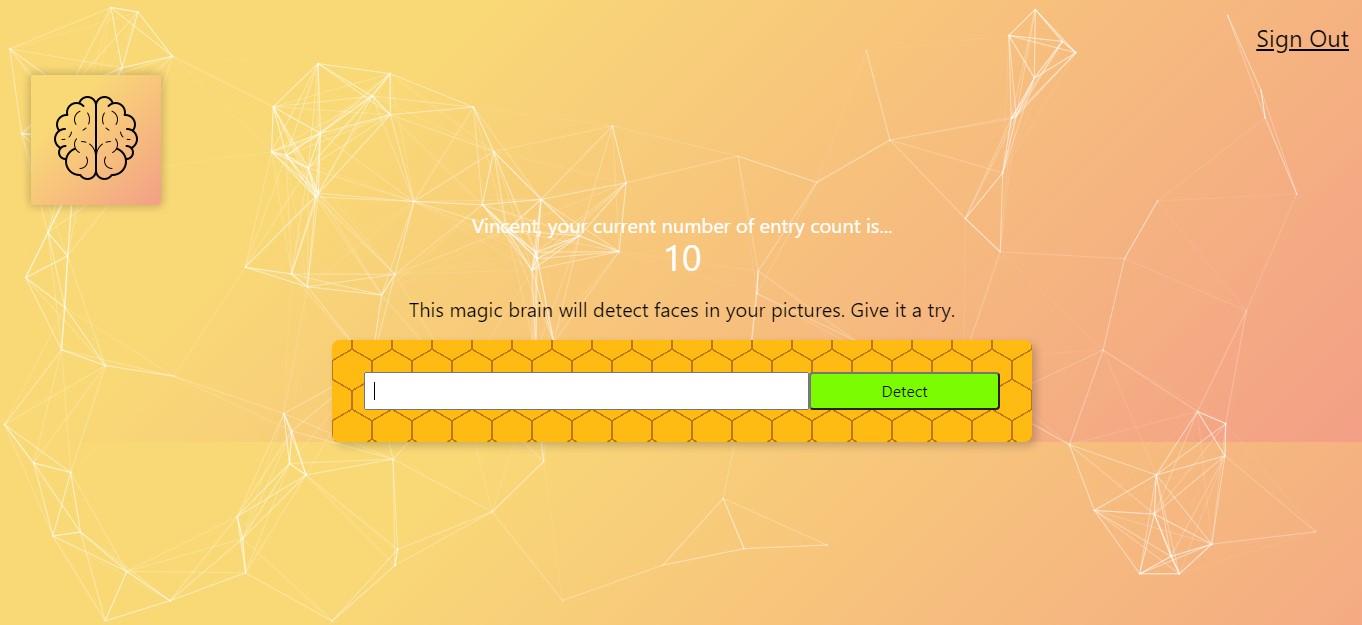 Sign Out
Vincent, your current number of entry count is...
10
This magic brain will detect faces in your pictures. Give it a try.
Detect